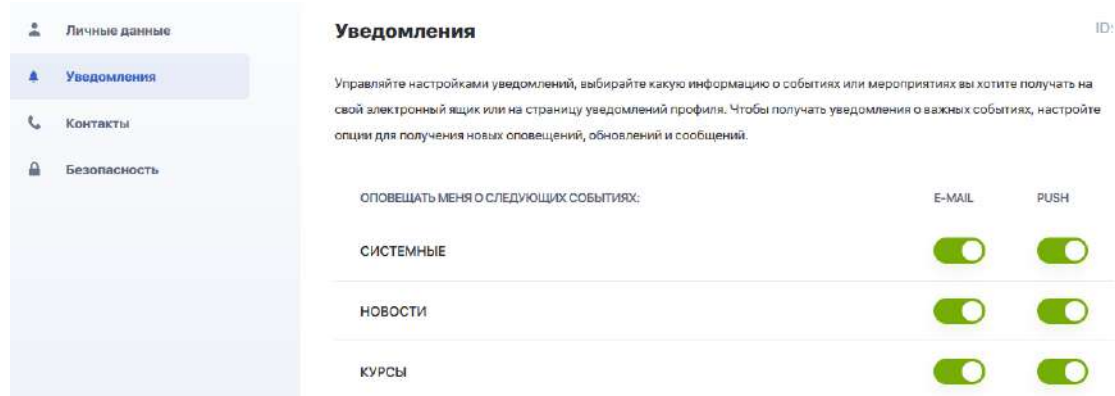 Личные данные
Уведомления
Контакты
Безопасность
Уведомления
ID:
Управляйте настройками уведомлений, выбирайте какую информацию о событиях или мероприятиях вы хотите получать на
свой электронный ящик или на страницу уведомлений профиля. Чтобы получать уведомления о важных событиях, настройте
опции для получения новых оповещений, обновлений и сообщений.
ОПОВЕЩАТЬ МЕНЯ О СЛЕДУЮЩИХ СОБЫТИЯХ: E-MAIL PUSH
СИСТЕМНЫЕ
НОВОСТИ
КУРСЫ